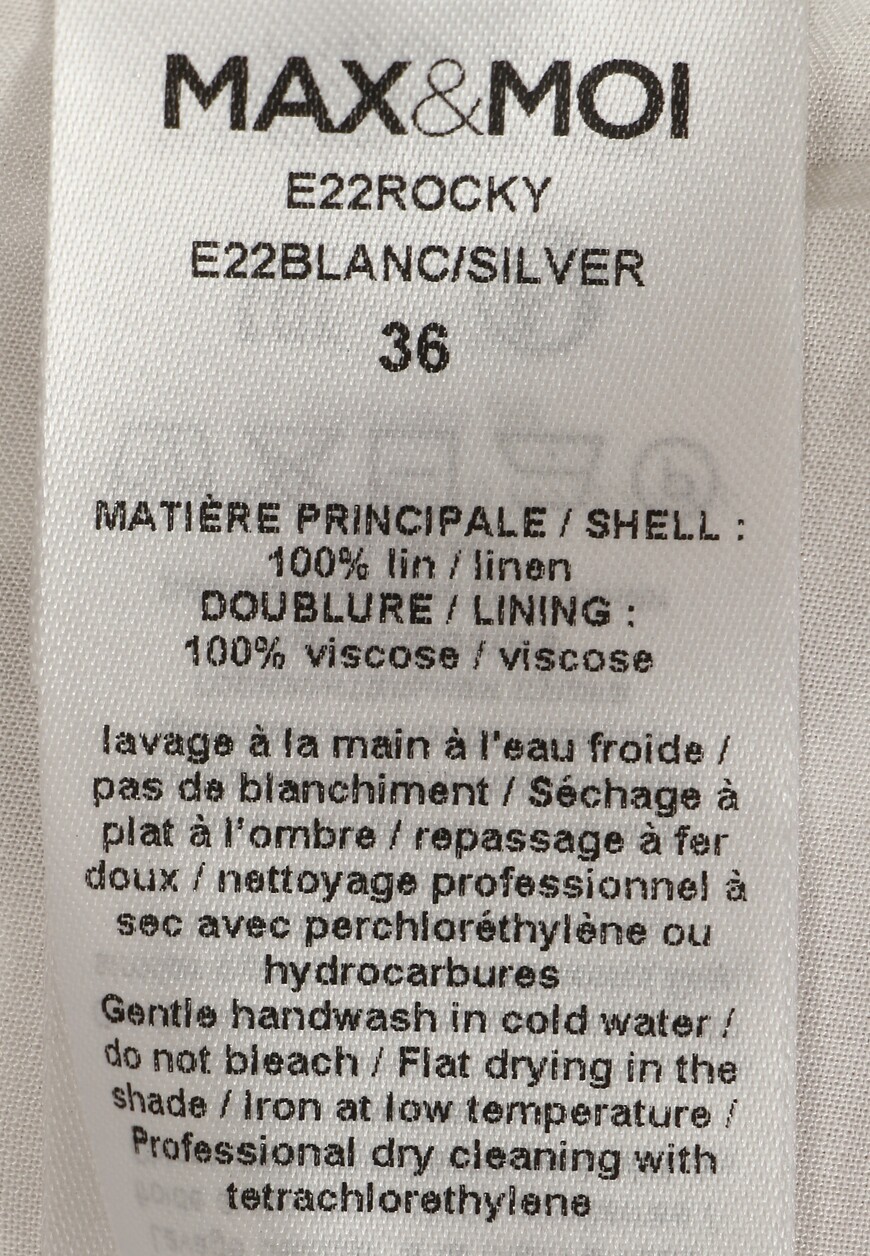 MAX&MOI
E22ROCKY
E22BLANC/SILVER
36
MATIÈRE PRINCIPALE / SHELL :
100% lin / linen
DOUBLURE / LINING :
100% viscose / viscose
lavage à la main à l'eau froide /
pas de blanchiment / Séchage à
plat à l'ombre / repassage à fer
doux / nettoyage professionnel à
sec avec perchloréthylène ou
hydrocarbures
Gentle handwash in cold water /
do not bleach / Flat drying in the
shade / Iron at low temperature /
Professional dry cleaning with
tetrachlorethylene